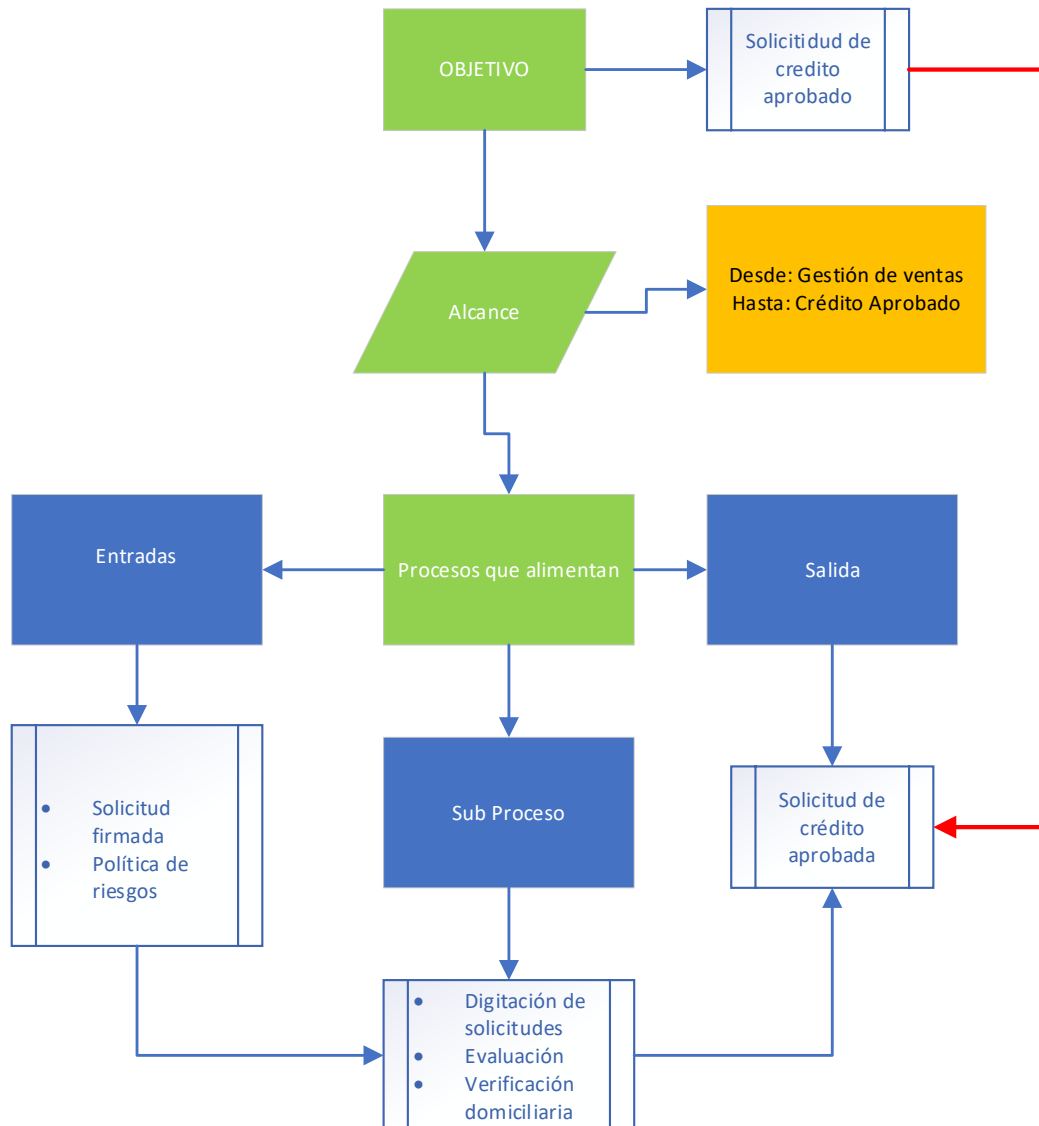 OBJETIVO
Solicitidud de
credito
aprobado
Alcance
Desde: Gestión de ventas
Hasta: Crédito Aprobado
Entradas
Procesos que alimentan
Salida
• Solicitud
firmada
• Política de
riesgos
Sub Proceso
Solicitud de
crédito
aprobada
• Digitación de
solicitudes
• Evaluación
• Verificación
domiciliaria